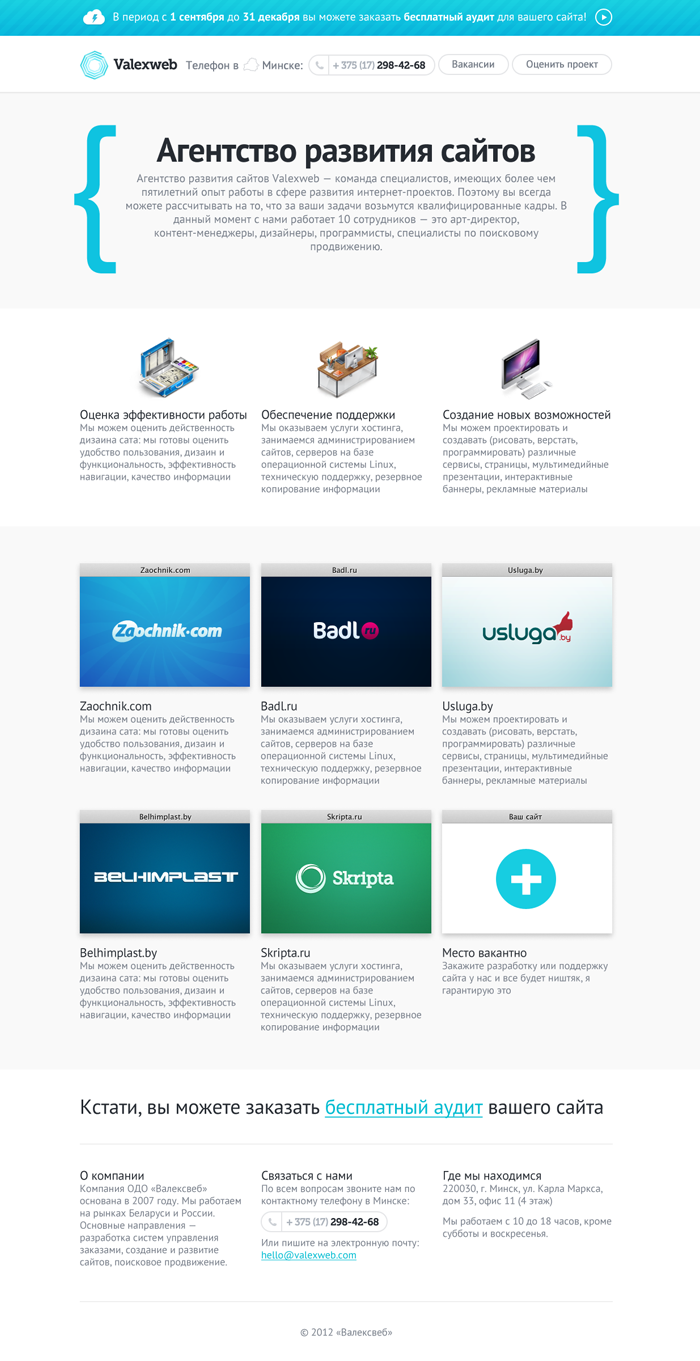 В период с 1 сентября до 31 декабря вы можете заказать бесплатный аудит для вашего сайта!
Valexweb Телефон в Минске: +375 (17) 298-42-68 Вакансии Оценить проект
Агентство развития сайтов
Агентство развития сайтов Valexweb — команда специалистов, имеющих более чем
пятилетний опыт работы в сфере развития интернет-проектов. Поэтому вы всегда
можете рассчитывать на то, что за ваши задачи возьмутся квалифицированные кадры. В
данный момент с нами работает 10 сотрудников — это арт-директор,
контент-менеджеры, дизайнеры, программисты, специалисты по поисковому
продвижению.
Оценка эффективности работы
Мы можем оценить действенность
дизаина сата: мы готовы оценить
удобство пользования, дизаин и
функциональность, эффективность
навигации, качество информации
Обеспечение поддержки
Мы оказываем услуги хостинга,
занимаемся администрированием
сайтов, серверов на базе
операционной системы Linux,
техническую поддержку, резервное
копирование информации
Создание новых возможностей
Мы можем проектировать и
создавать (рисовать, верстать,
программировать) различные
сервисы, страницы, мультимедийные
презентации, интерактивные
баннеры, рекламные материалы
Zaochnik.com
Zaochnik·com
Zaochnik.com
Мы можем оценить действенность
дизаина сата: мы готовы оценить
удобство пользования, дизаин и
функциональность, эффективность
навигации, качество информации
Badl.ru
Badl ru
Badl.ru
Мы оказываем услуги хостинга,
занимаемся администрированием
сайтов, серверов на базе
операционной системы Linux,
техническую поддержку, резервное
копирование информации
Usluga.by
usluga.by
Usluga.by
Мы можем проектировать и
создавать (рисовать, верстать,
программировать) различные
сервисы, страницы, мультимедийные
презентации, интерактивные
баннеры, рекламные материалы
Belhimplast.by
BELHIMPLAST
Belhimplast.by
Мы можем оценить действенность
дизаина сата: мы готовы оценить
удобство пользования, дизаин и
функциональность, эффективность
навигации, качество информации
Skripta.ru
Skripta
Skripta.ru
Мы оказываем услуги хостинга,
занимаемся администрированием
сайтов, серверов на базе
операционной системы Linux,
техническую поддержку, резервное
копирование информации
Ваш сайт
Место вакантно
Закажите разработку или поддержку
сайта у нас и все будет ништяк, я
гарантирую это
Кстати, вы можете заказать бесплатный аудит вашего сайта
О компании
Компания ОДО «Валексвеб»
основана в 2007 году. Мы работаем
на рынках Беларуси и России.
Основные направления —
разработка систем управления
заказами, создание и развитие
сайтов, поисковое продвижение.
Связаться с нами
По всем вопросам звоните нам по
контактному телефону в Минске:
+375 (17) 298-42-68
Или пишите на электронную почту:
hello@valexweb.com
Где мы находимся
220030, г. Минск, ул. Карла Маркса,
дом 33, офис 11 (4 этаж)
Мы работаем с 10 до 18 часов, кроме
субботы и воскресенья.
© 2012 «Валексвеб»